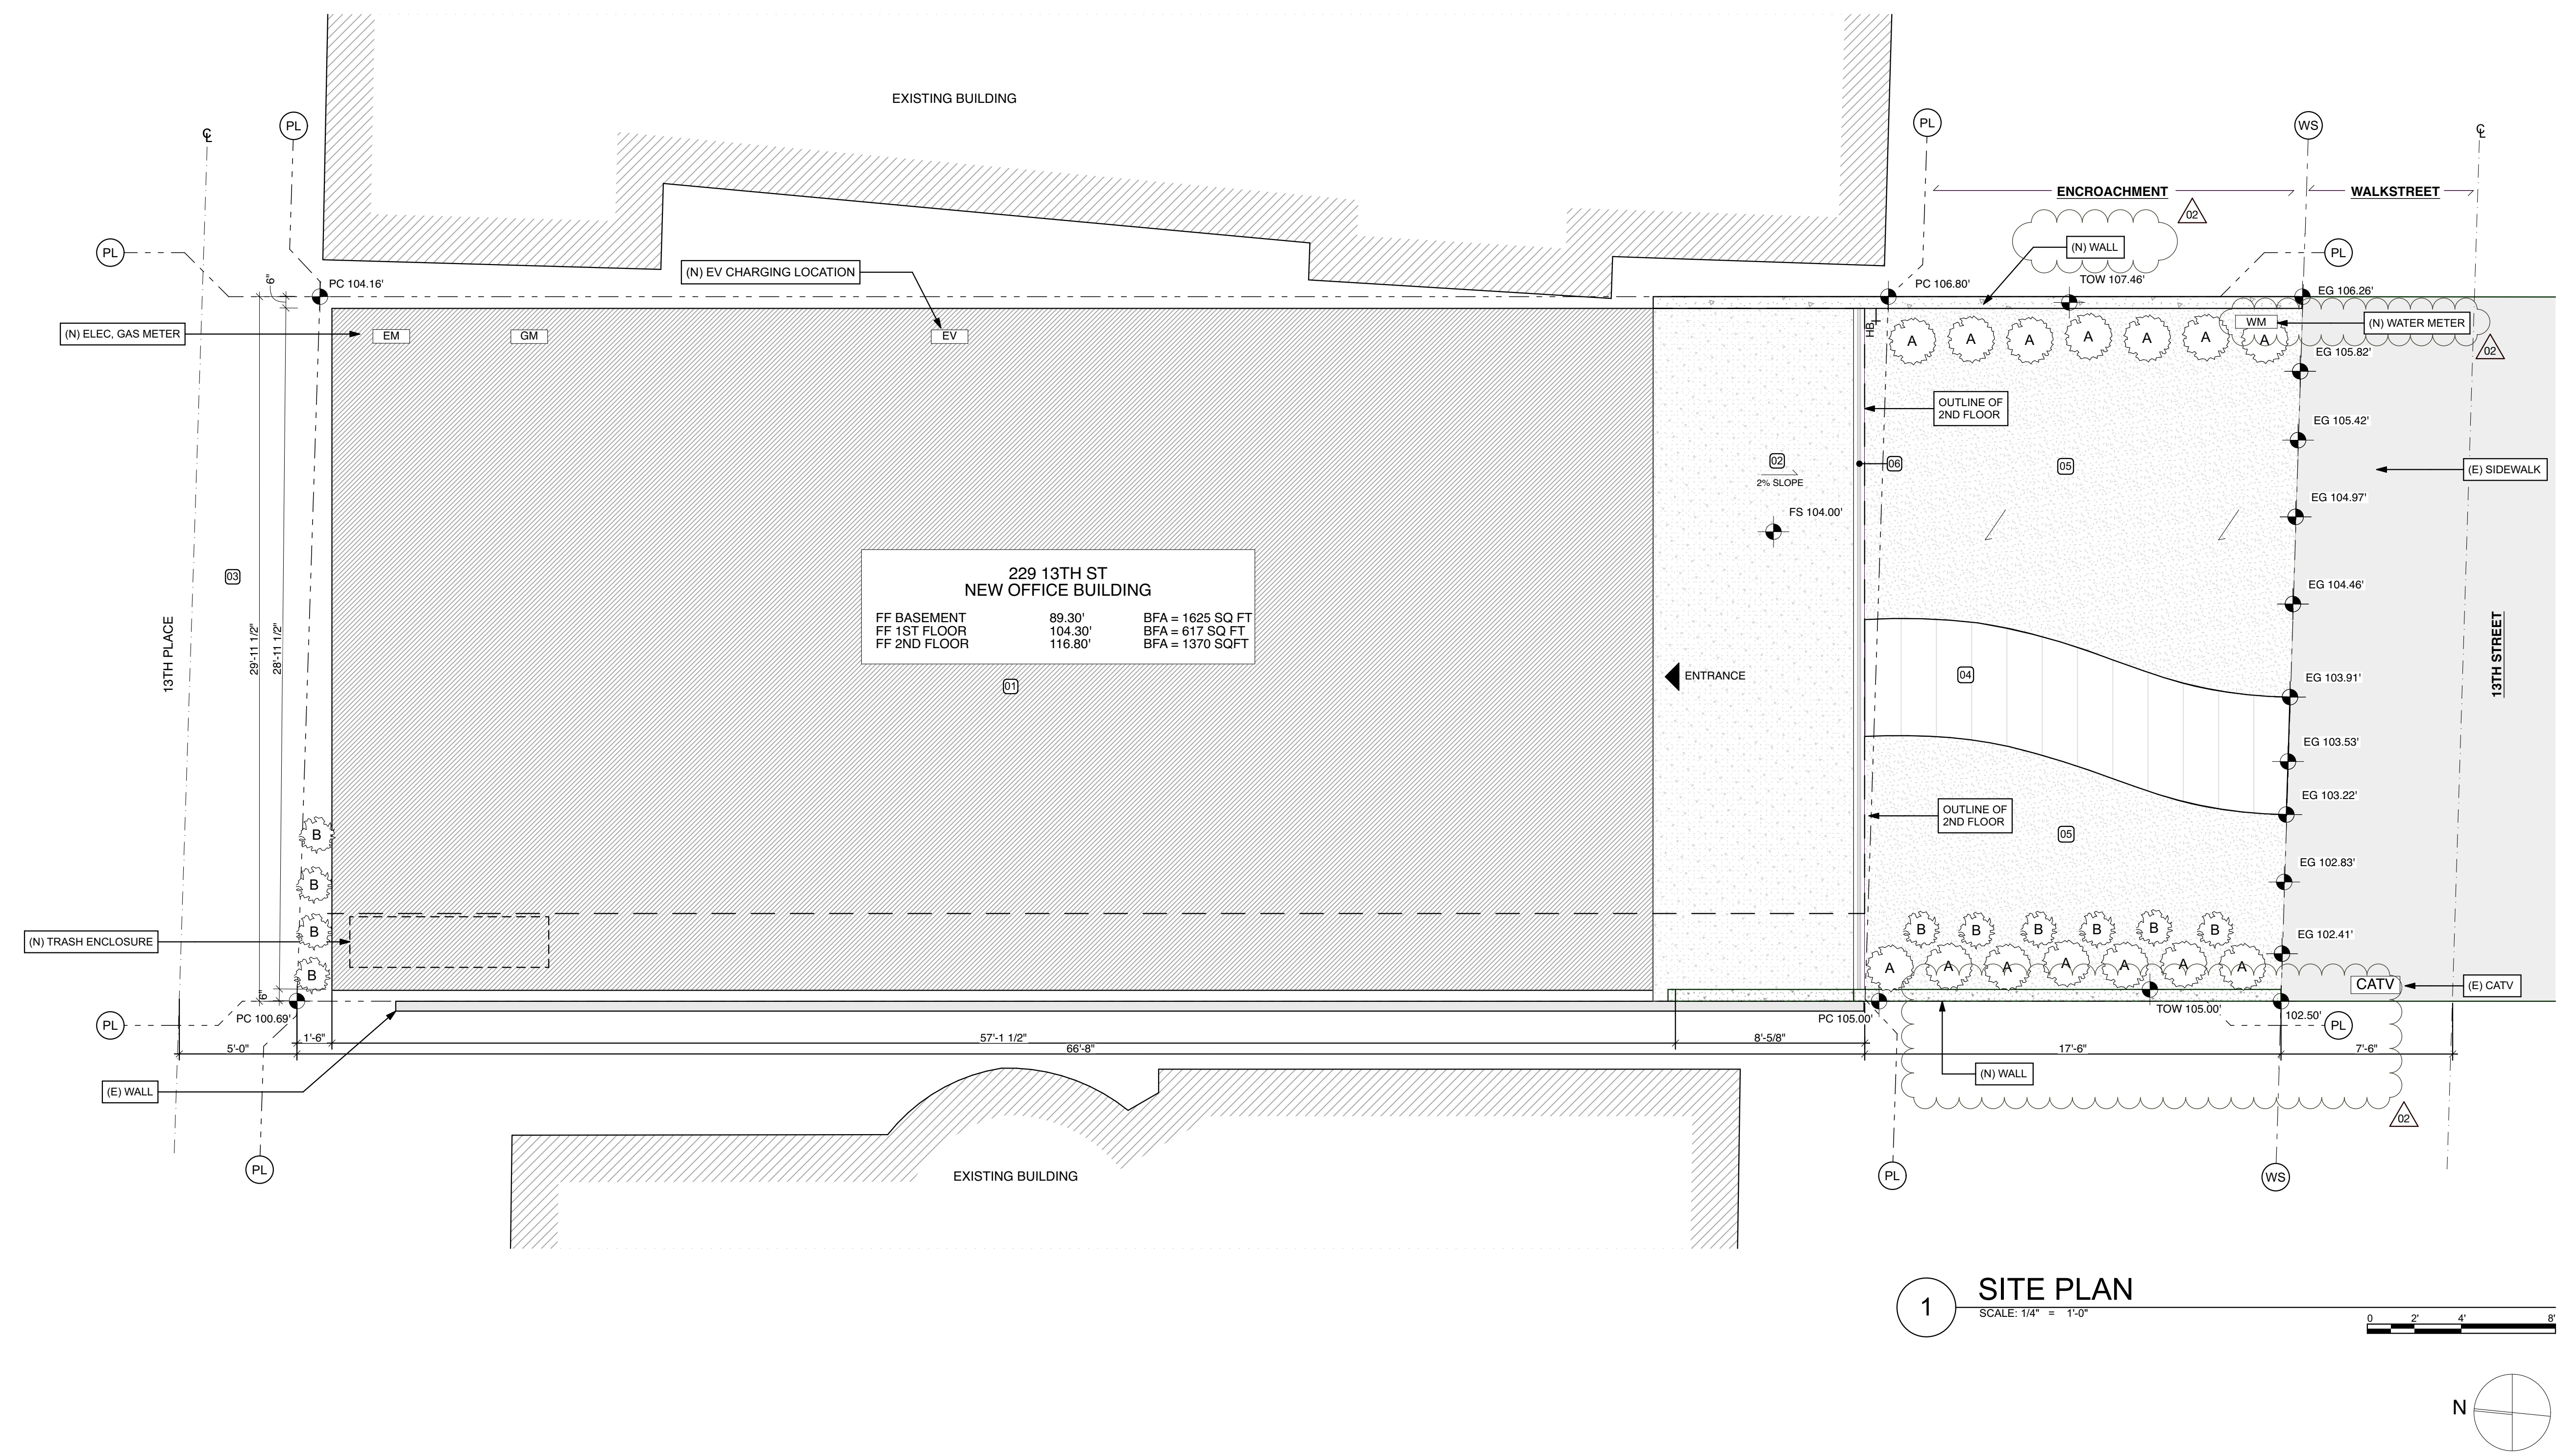 EXISTING BUILDING
℄
PL
PL
WS
℄
ENCROACHMENT
WALKSTREET
02
PL
(N) WALL
PL
(N) EV CHARGING LOCATION
6"
PC 104.16'
PC 106.80'
TOW 107.46'
EG 106.26'
(N) ELEC, GAS METER
EM
GM
EV
HB
A
A
A
A
A
A
A
WM
(N) WATER METER
02
EG 105.82'
OUTLINE OF
2ND FLOOR
EG 105.42'
02
2% SLOPE
06
05
(E) SIDEWALK
EG 104.97'
FS 104.00'
03
229 13TH ST
NEW OFFICE BUILDING
FF BASEMENT 89.30' BFA = 1625 SQ FT
FF 1ST FLOOR 104.30' BFA = 617 SQ FT
FF 2ND FLOOR 116.80' BFA = 1370 SQFT
EG 104.46'
13TH PLACE
29'-11 1/2"
28'-11 1/2"
01
ENTRANCE
04
EG 103.91'
13TH STREET
EG 103.53'
EG 103.22'
OUTLINE OF
2ND FLOOR
05
B
B
B
B
EG 102.83'
(N) TRASH ENCLOSURE
B
B
B
B
B
B
EG 102.41'
A
A
A
A
A
A
A
CATV
(E) CATV
6"
PL
PC 100.69'
PC 105.00'
TOW 105.00'
102.50'
PL
1'-6"
57'-1 1/2"
8'-5/8"
5'-0"
66'-8"
17'-6"
7'-6"
(E) WALL
(N) WALL
02
PL
EXISTING BUILDING
PL
WS
1
SITE PLAN
SCALE: 1/4" = 1'-0"
0 2' 4' 8'
N